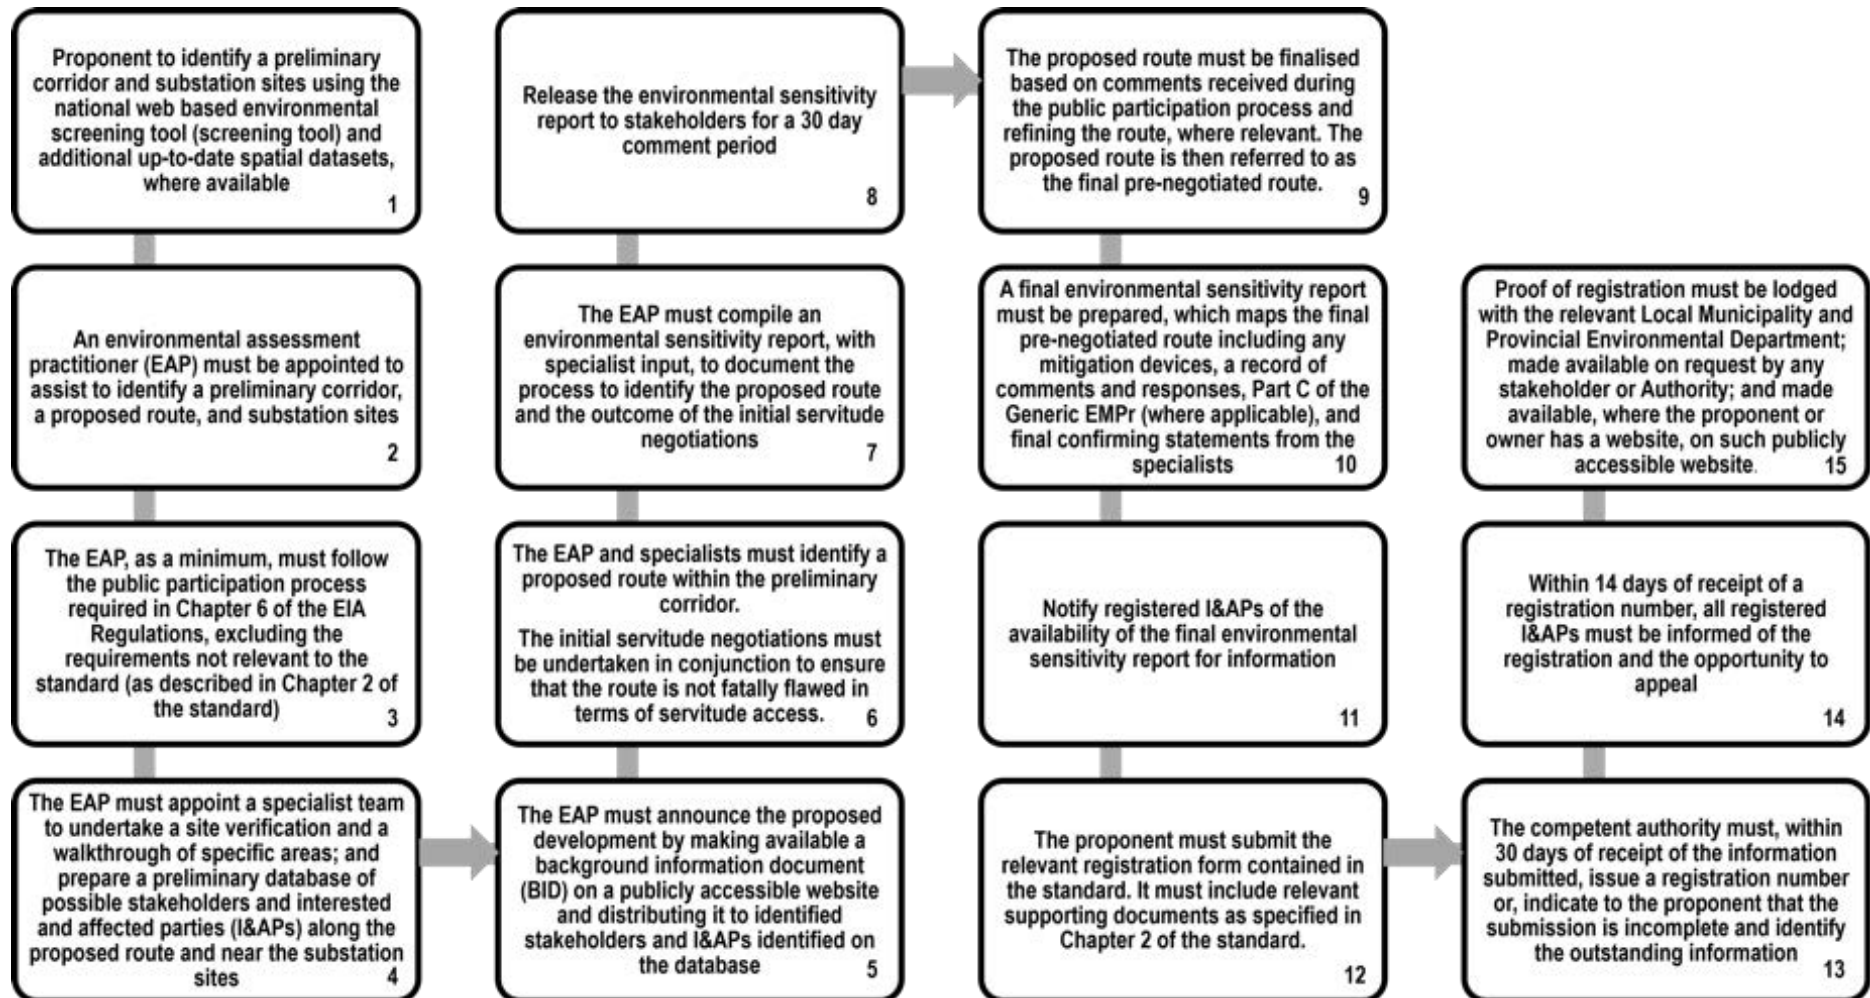 Proponent to identify a preliminary
corridor and substation sites using the
national web based environmental
screening tool (screening tool) and
additional up-to-date spatial datasets,
where available
1
An environmental assessment
practitioner (EAP) must be appointed to
assist to identify a preliminary corridor,
a proposed route, and substation sites
2
The EAP, as a minimum, must follow
the public participation process
required in Chapter 6 of the EIA
Regulations, excluding the
requirements not relevant to the
standard (as described in Chapter 2 of
the standard)
3
The EAP must appoint a specialist team
to undertake a site verification and a
walkthrough of specific areas; and
prepare a preliminary database of
possible stakeholders and interested
and affected parties (I&APs) along the
proposed route and near the substation
sites
4
The EAP must announce the proposed
development by making available a
background information document
(BID) on a publicly accessible website
and distributing it to identified
stakeholders and I&APs identified on
the database
5
The EAP and specialists must identify a
proposed route within the preliminary
corridor.
The initial servitude negotiations must
be undertaken in conjunction to ensure
that the route is not fatally flawed in
terms of servitude access.
6
The EAP must compile an
environmental sensitivity report, with
specialist input, to document the
process to identify the proposed route
and the outcome of the initial servitude
negotiations
7
Release the environmental sensitivity
report to stakeholders for a 30 day
comment period
8
The proposed route must be finalised
based on comments received during
the public participation process and
refining the route, where relevant. The
proposed route is then referred to as
the final pre-negotiated route.
9
A final environmental sensitivity report
must be prepared, which maps the final
pre-negotiated route including any
mitigation devices, a record of
comments and responses, Part C of the
Generic EMPr (where applicable), and
final confirming statements from the
specialists
10
Notify registered I&APs of the
availability of the final environmental
sensitivity report for information
11
The proponent must submit the
relevant registration form contained in
the standard. It must include relevant
supporting documents as specified in
Chapter 2 of the standard.
12
The competent authority must, within
30 days of receipt of the information
submitted, issue a registration number
or, indicate to the proponent that the
submission is incomplete and identify
the outstanding information
13
Within 14 days of receipt of a
registration number, all registered
I&APs must be informed of the
registration and the opportunity to
appeal
14
Proof of registration must be lodged
with the relevant Local Municipality and
Provincial Environmental Department;
made available on request by any
stakeholder or Authority; and made
available, where the proponent or
owner has a website, on such publicly
accessible website.
15